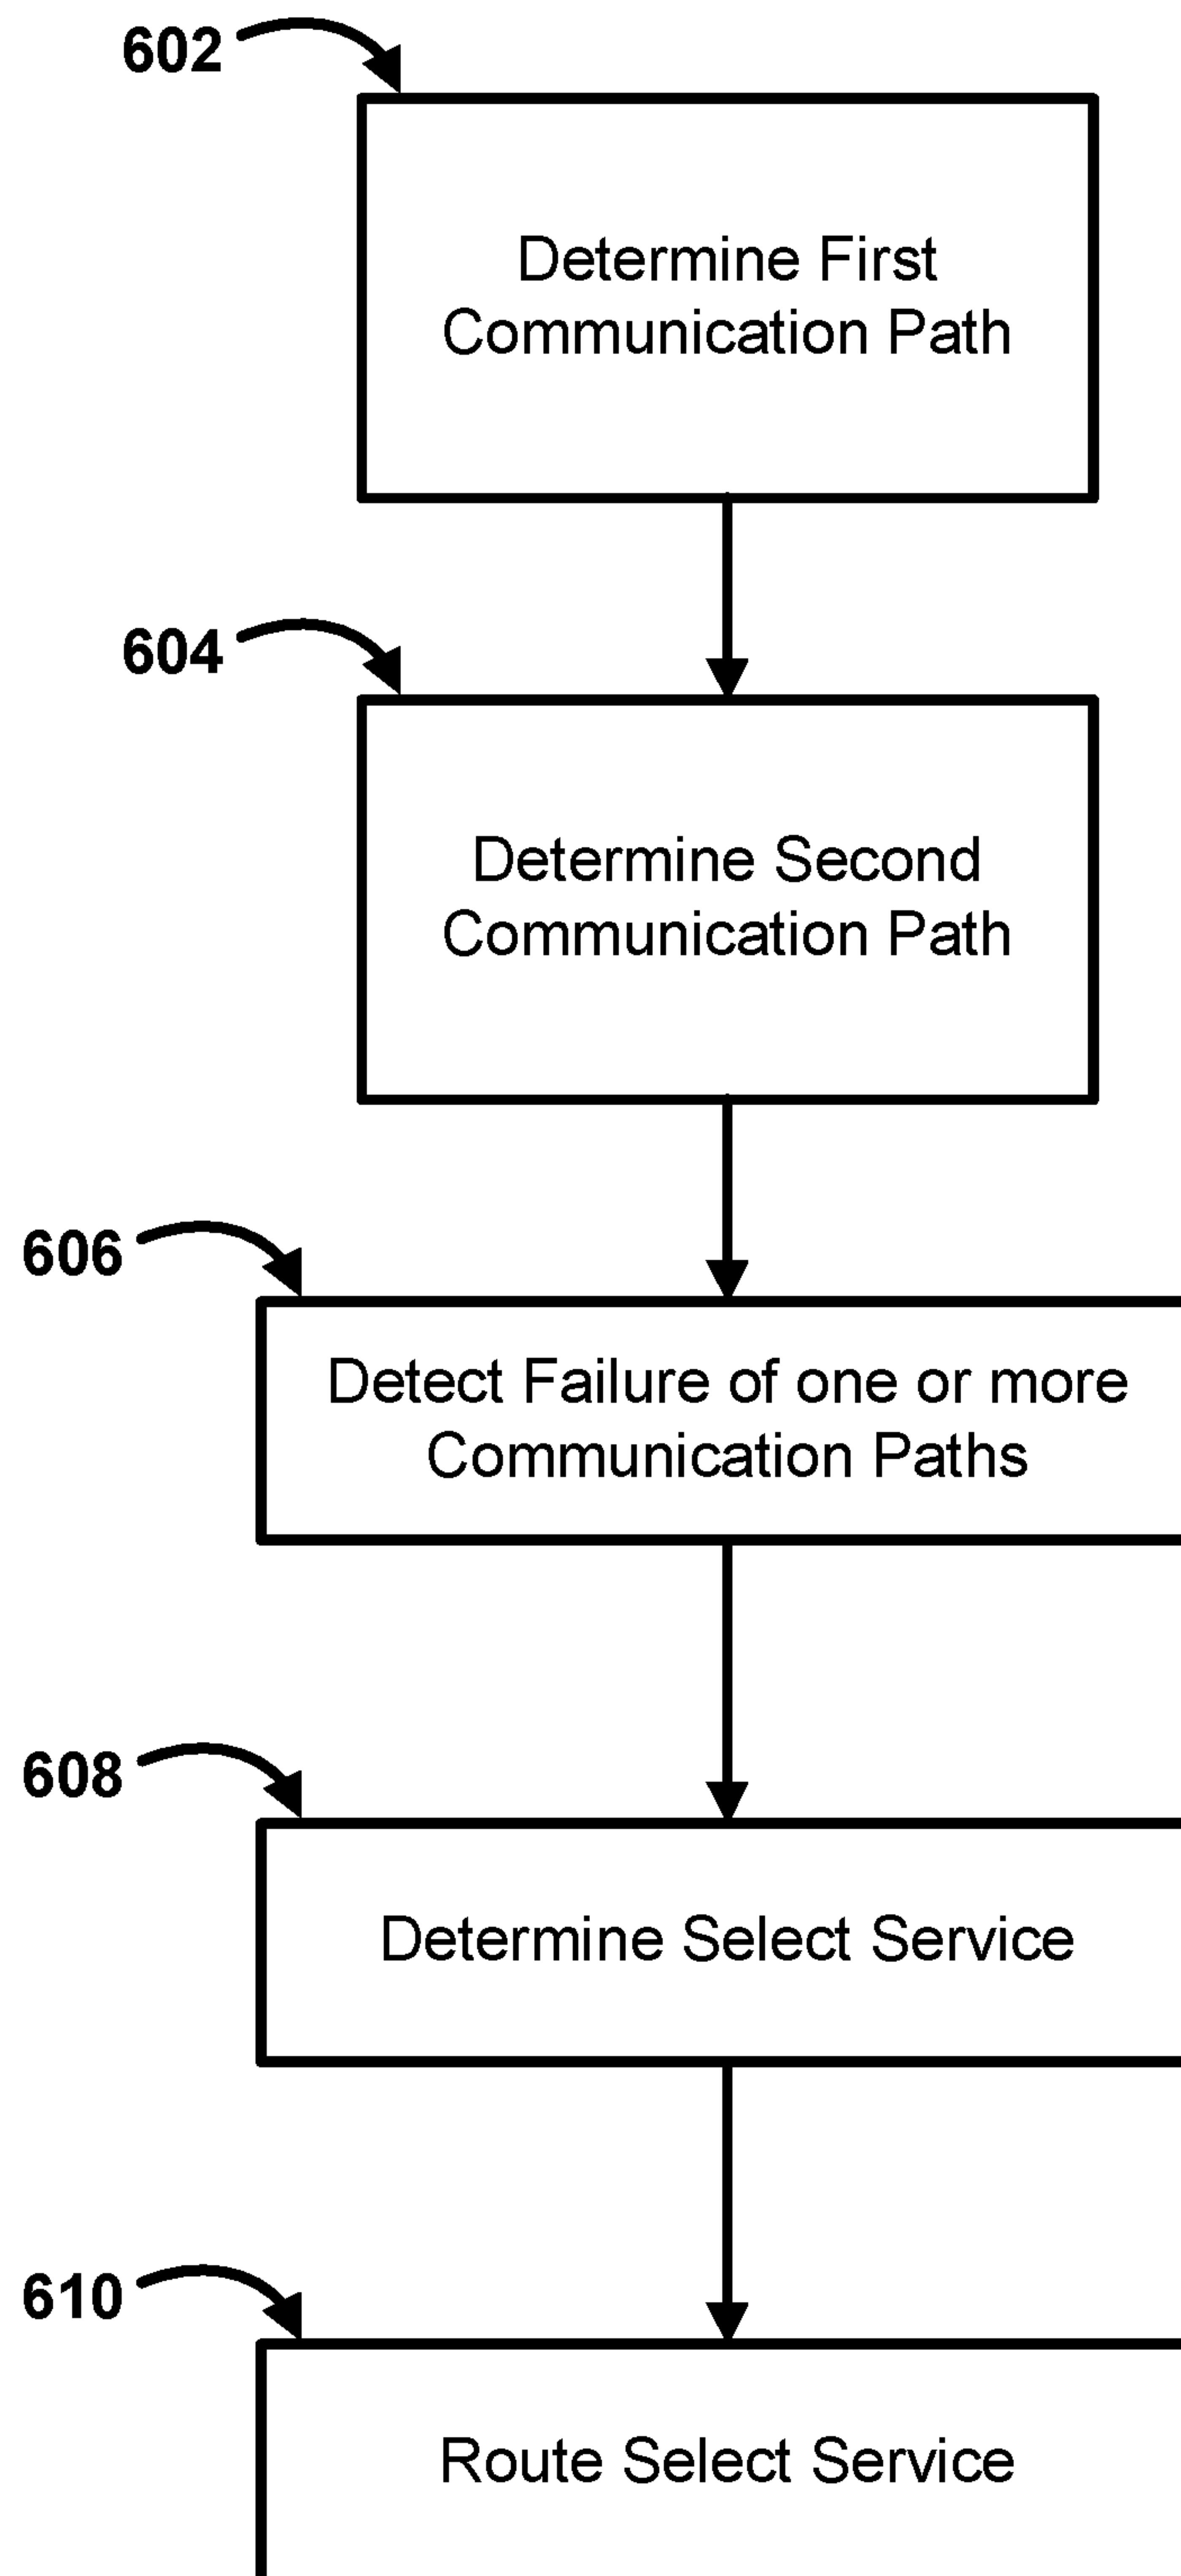 602
Determine First
Communication Path
604
Determine Second
Communication Path
606
Detect Failure of one or more
Communication Paths
608
Determine Select Service
610
Route Select Service